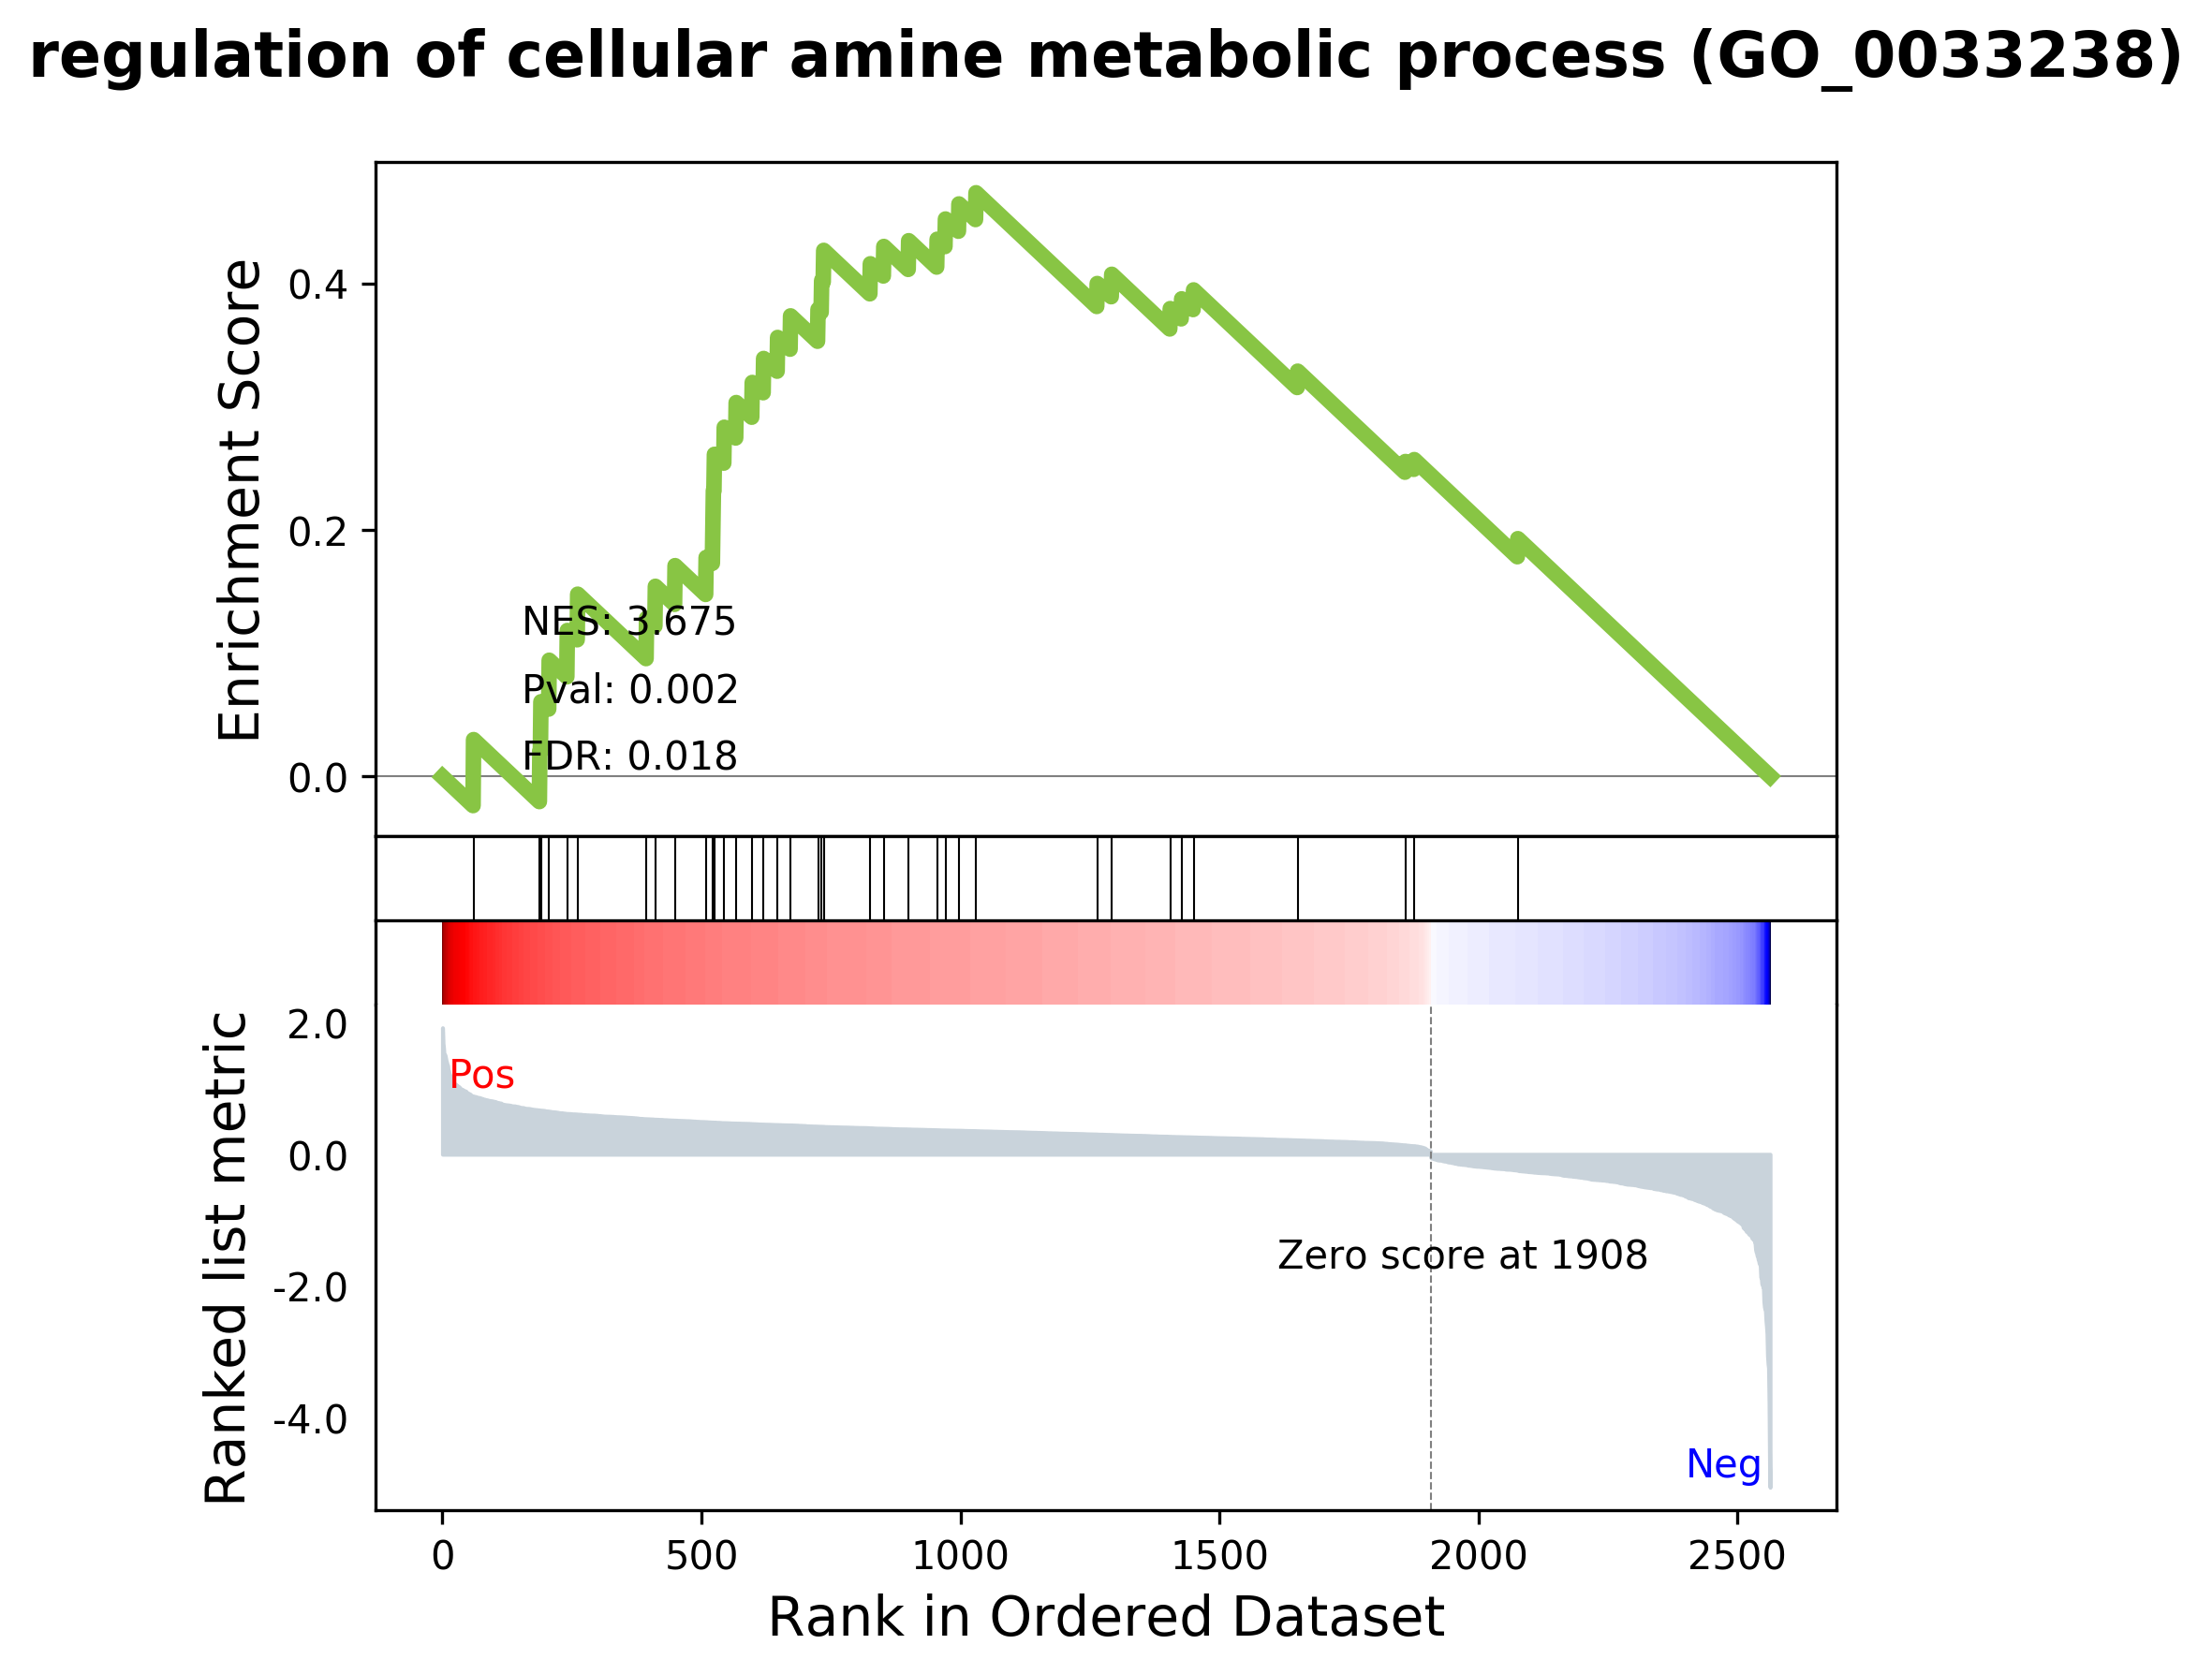 regulation of cellular amine metabolic process (GO_0033238)
Enrichment Score
0.4
0.2
0.0
NES: 3.675
Pval: 0.002
FDR: 0.018
Ranked list metric
2.0
0.0
-2.0
-4.0
Pos
Zero score at 1908
Neg
0 500 1000 1500 2000 2500
Rank in Ordered Dataset